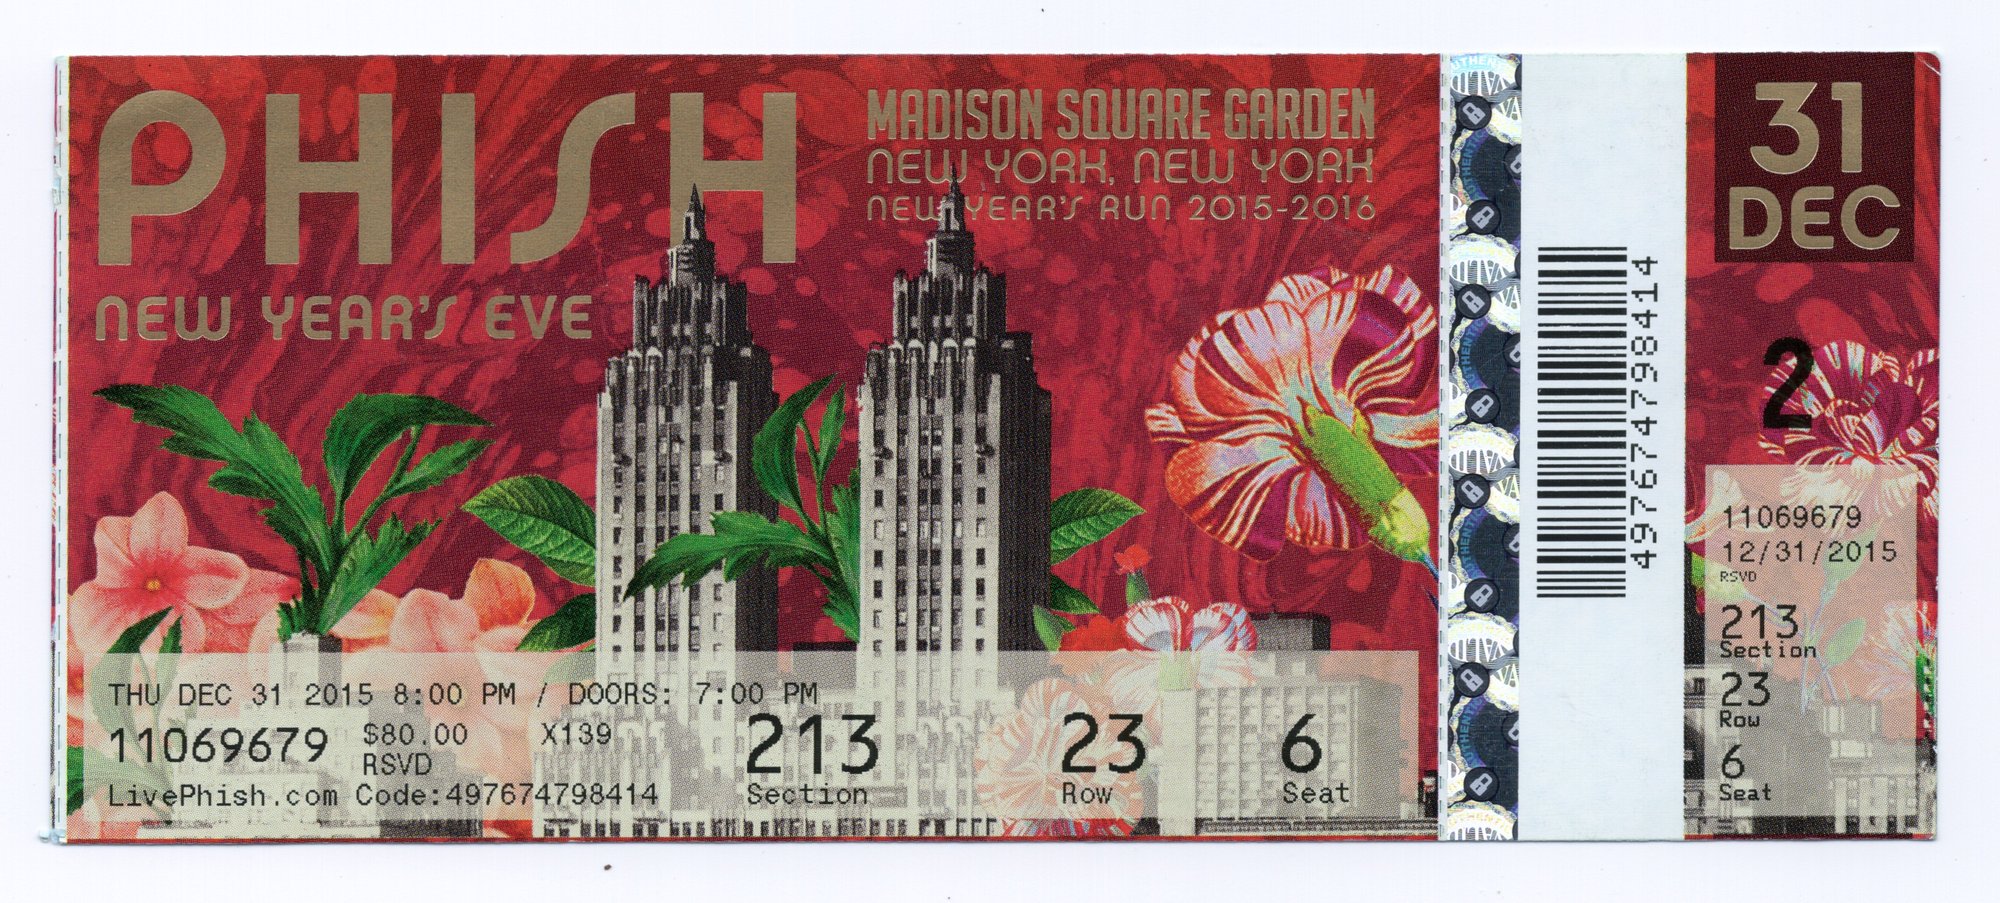 PHISH
NEW YEAR'S EVE
MADISON SQUARE GARDEN
NEW YORK, NEW YORK
NEW YEAR'S RUN 2015-2016
THU DEC 31 2015 8:00 PM / DOORS: 7:00 PM
11069679 $80.00 X139
RSVD
LivePhish.com Code:497674798414
213 23 6
Section Row Seat
497674798414
31
DEC
2
11069679
12/31/2015
RSVD
213
Section
23
Row
6
Seat